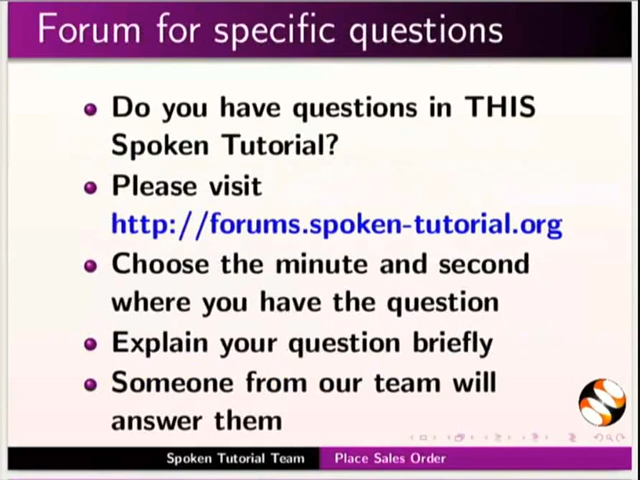 Forum for specific questions
Do you have questions in THIS
Spoken Tutorial?
Please visit
http://forums.spoken-tutorial.org
Choose the minute and second
where you have the question
Explain your question briefly
Someone from our team will
answer them
Spoken Tutorial Team Place Sales Order